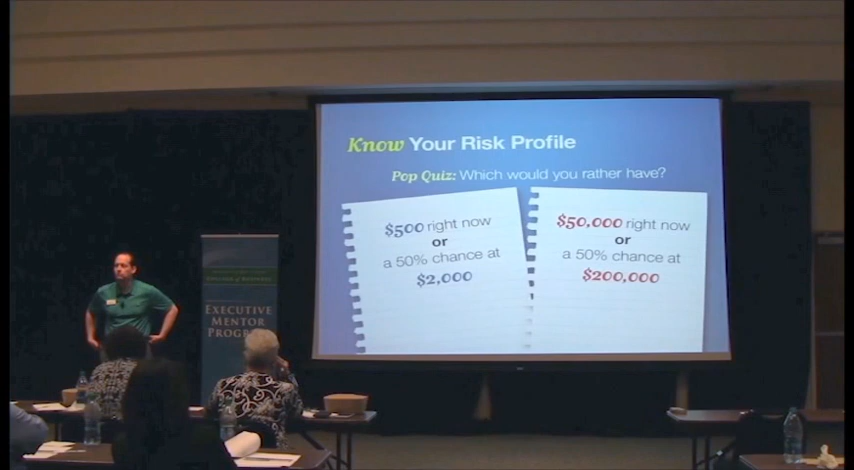 Know Your Risk Profile
Pop Quiz: Which would you rather have?
$500 right now
or
a 50% chance at
$2,000
$50,000 right now
or
a 50% chance at
$200,000
EXECUTIVE
MENTOR